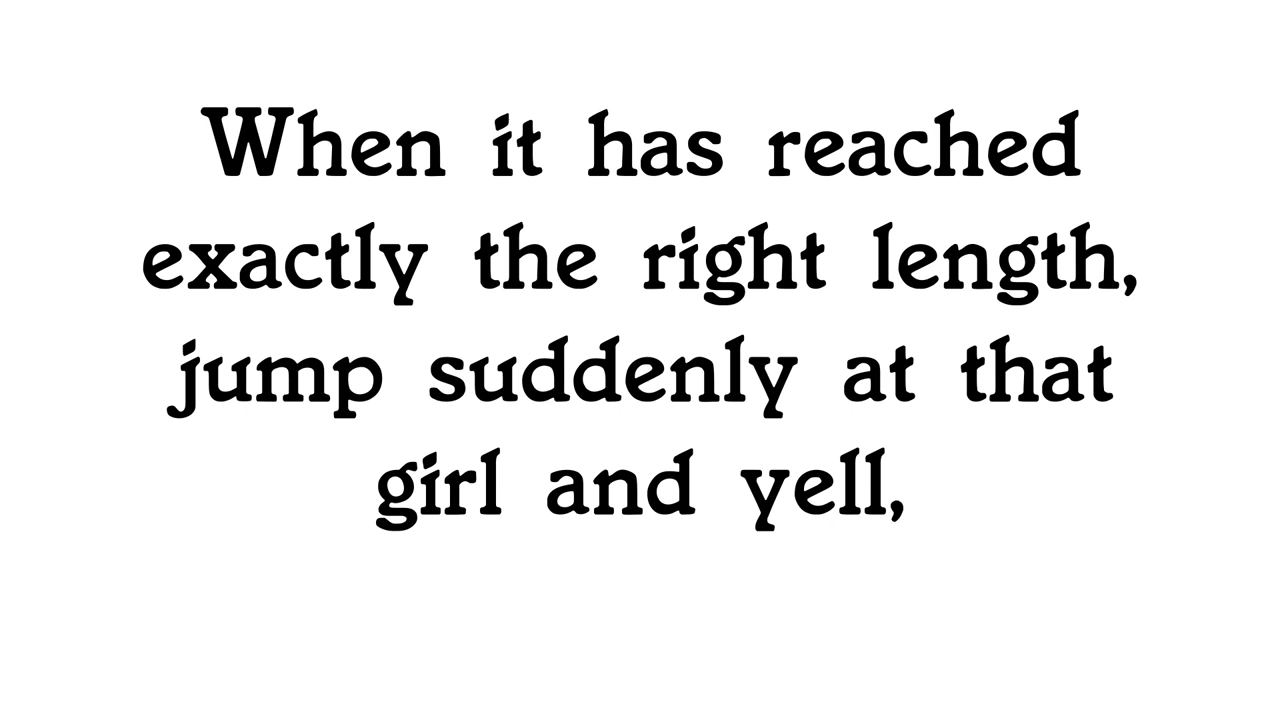 When it has reached
exactly the right length,
jump suddenly at that
girl and yell,